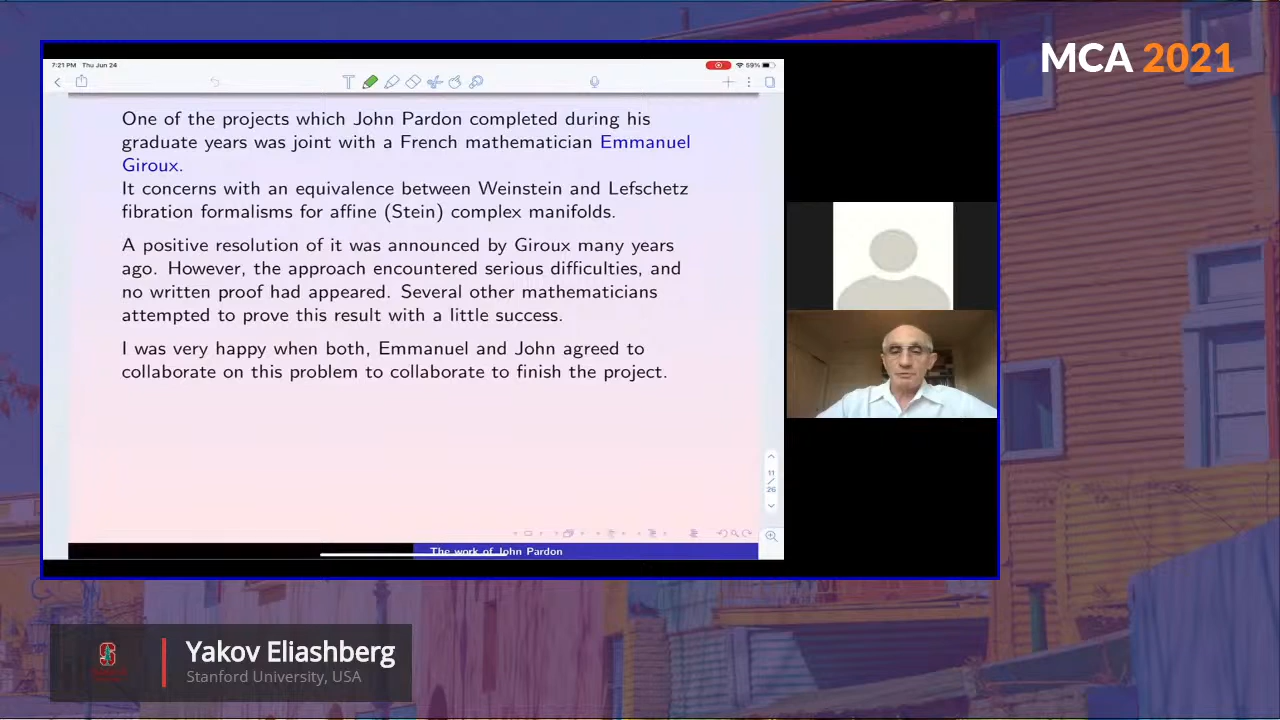 MCA 2021
7:21 PM Thu Jun 24
59%
T
One of the projects which John Pardon completed during his
graduate years was joint with a French mathematician Emmanuel
Giroux.
It concerns with an equivalence between Weinstein and Lefschetz
fibration formalisms for affine (Stein) complex manifolds.
A positive resolution of it was announced by Giroux many years
ago. However, the approach encountered serious difficulties, and
no written proof had appeared. Several other mathematicians
attempted to prove this result with a little success.
I was very happy when both, Emmanuel and John agreed to
collaborate on this problem to collaborate to finish the project.
11
/
26
The work of John Pardon
Yakov Eliashberg
Stanford University, USA